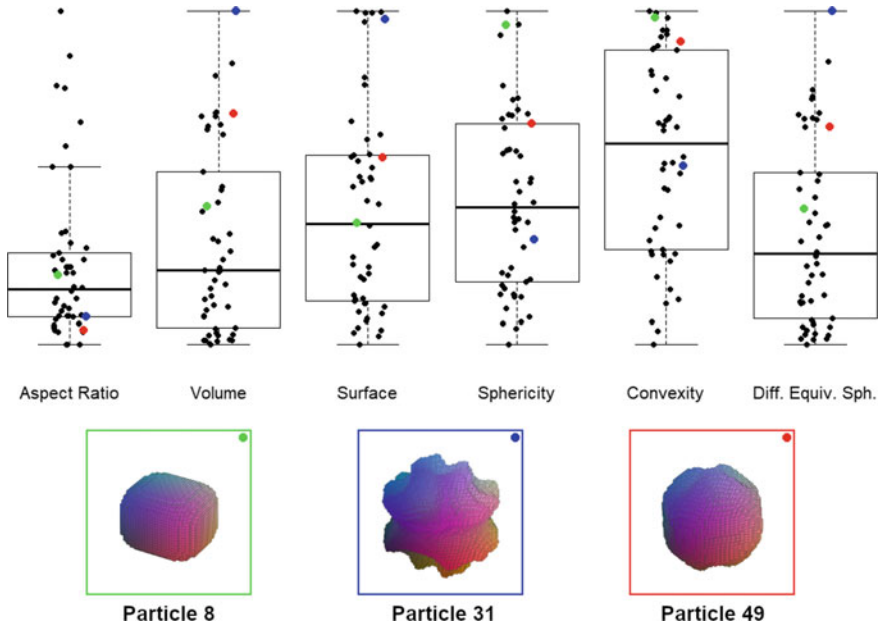 Aspect Ratio Volume Surface Sphericity Convexity Diff. Equiv. Sph.
Particle 8 Particle 31 Particle 49